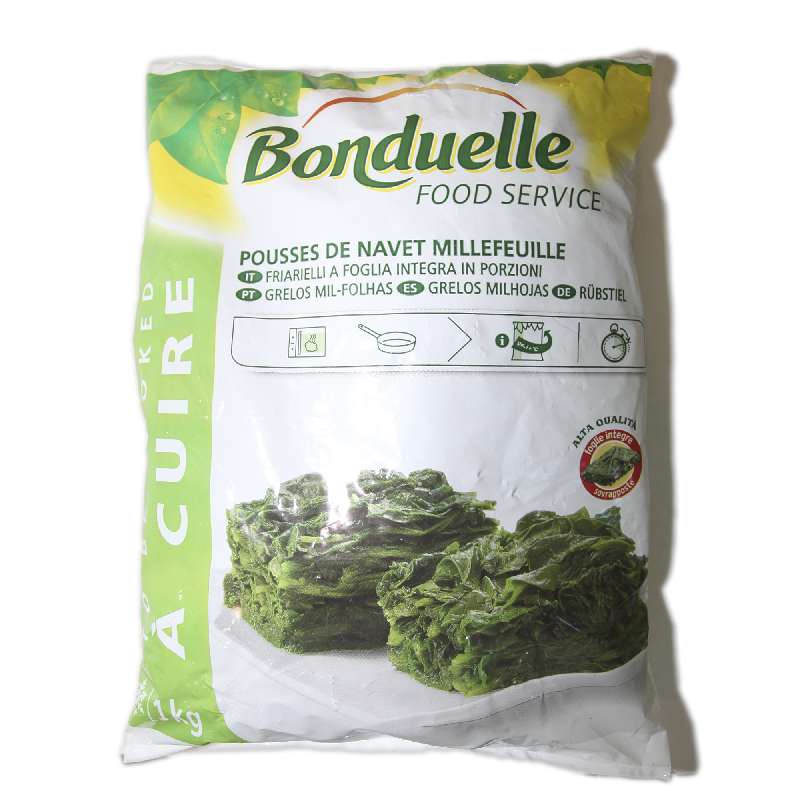 Bonduelle
FOOD SERVICE
POUSSES DE NAVET MILLEFEUILLE
IT FRIARIELLI A FOGLIA INTEGRA IN PORZIONI
PT GRELOS MIL-FOLHAS ES GRELOS MILHOJAS DE RÜBSTIEL
i
ALTA QUALITÀ
foglie integre
sovrapposte
À CUIRE
1kg